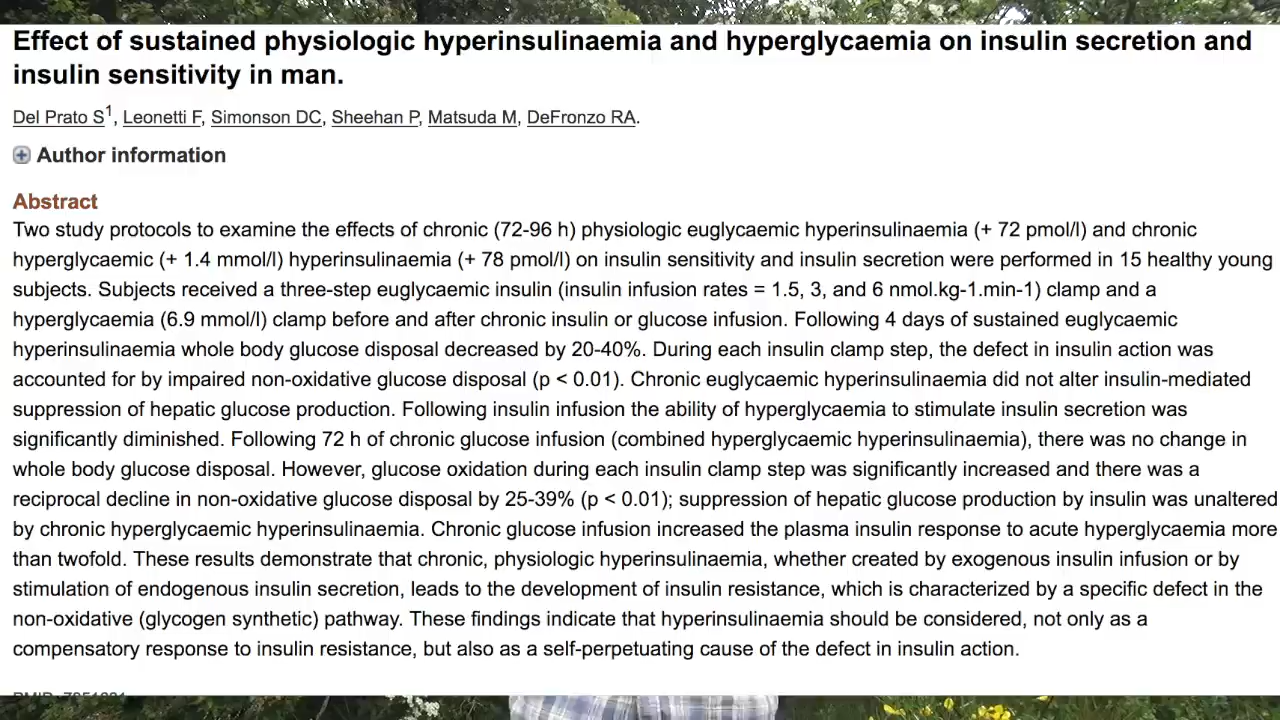 Effect of sustained physiologic hyperinsulinaemia and hyperglycaemia on insulin secretion and
insulin sensitivity in man.
Del Prato S1, Leonetti F, Simonson DC, Sheehan P, Matsuda M, DeFronzo RA.
Author information
Abstract
Two study protocols to examine the effects of chronic (72-96 h) physiologic euglycaemic hyperinsulinaemia (+ 72 pmol/l) and chronic
hyperglycaemic (+ 1.4 mmol/l) hyperinsulinaemia (+ 78 pmol/l) on insulin sensitivity and insulin secretion were performed in 15 healthy young
subjects. Subjects received a three-step euglycaemic insulin (insulin infusion rates = 1.5, 3, and 6 nmol.kg-1.min-1) clamp and a
hyperglycaemia (6.9 mmol/l) clamp before and after chronic insulin or glucose infusion. Following 4 days of sustained euglycaemic
hyperinsulinaemia whole body glucose disposal decreased by 20-40%. During each insulin clamp step, the defect in insulin action was
accounted for by impaired non-oxidative glucose disposal (p < 0.01). Chronic euglycaemic hyperinsulinaemia did not alter insulin-mediated
suppression of hepatic glucose production. Following insulin infusion the ability of hyperglycaemia to stimulate insulin secretion was
significantly diminished. Following 72 h of chronic glucose infusion (combined hyperglycaemic hyperinsulinaemia), there was no change in
whole body glucose disposal. However, glucose oxidation during each insulin clamp step was significantly increased and there was a
reciprocal decline in non-oxidative glucose disposal by 25-39% (p < 0.01); suppression of hepatic glucose production by insulin was unaltered
by chronic hyperglycaemic hyperinsulinaemia. Chronic glucose infusion increased the plasma insulin response to acute hyperglycaemia more
than twofold. These results demonstrate that chronic, physiologic hyperinsulinaemia, whether created by exogenous insulin infusion or by
stimulation of endogenous insulin secretion, leads to the development of insulin resistance, which is characterized by a specific defect in the
non-oxidative (glycogen synthetic) pathway. These findings indicate that hyperinsulinaemia should be considered, not only as a
compensatory response to insulin resistance, but also as a self-perpetuating cause of the defect in insulin action.